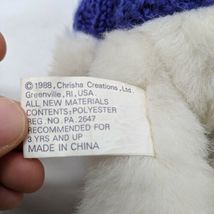 © 1988, Chrisha Creations, Ltd.
Greenville, RI, USA.
ALL NEW MATERIALS
CONTENTS: POLYESTER
REG. NO. PA. 2647
RECOMMENDED FOR
3 YRS AND UP
MADE IN CHINA